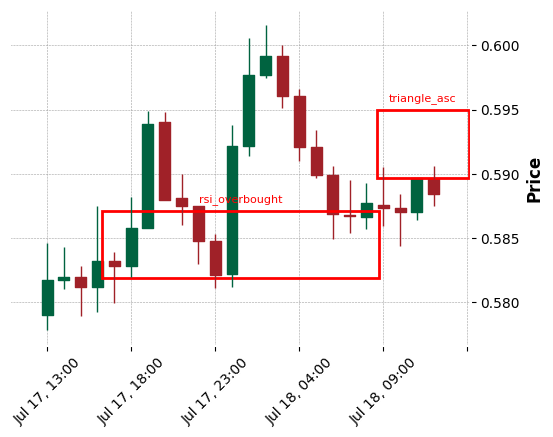 0.600
triangle_asc
0.595
0.590
Price
rsi_overbought
0.585
0.580
Jul 17, 13:00
Jul 17, 18:00
Jul 17, 23:00
Jul 18, 04:00
Jul 18, 09:00